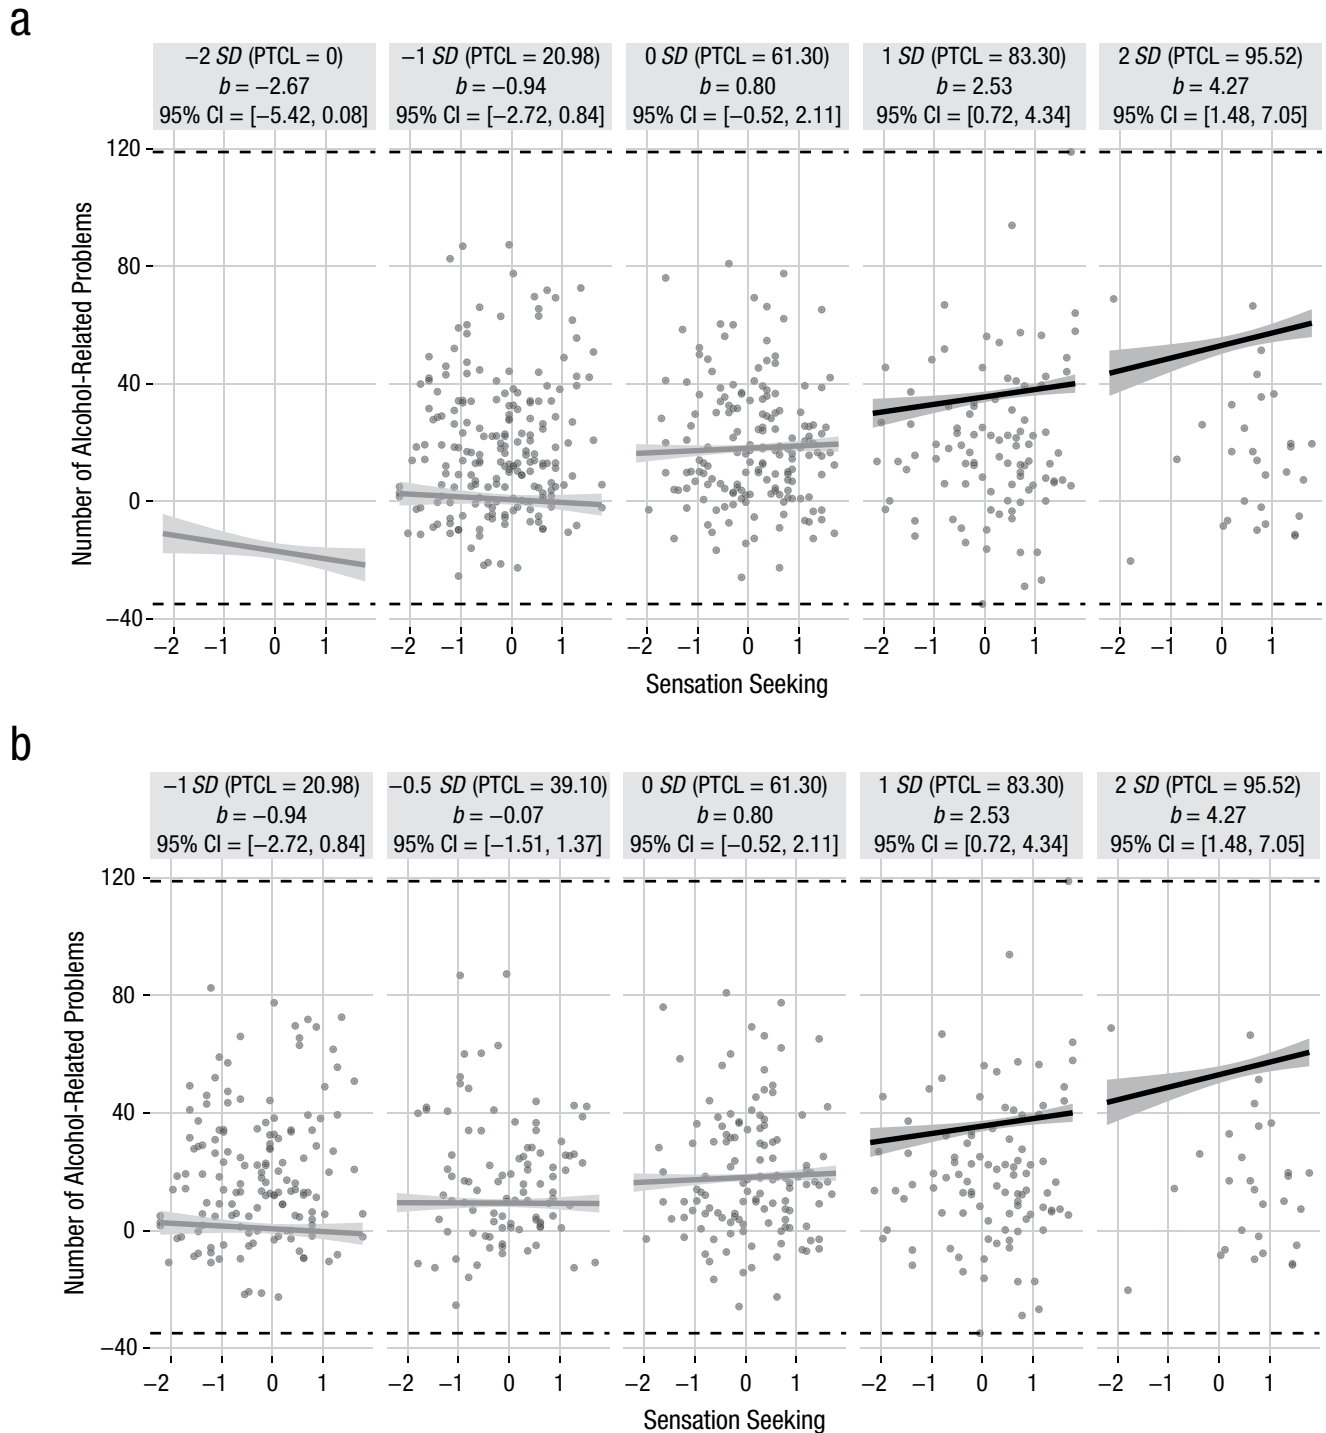 a
−2 SD (PTCL = 0)
b = −2.67
95% CI = [−5.42, 0.08]
−1 SD (PTCL = 20.98)
b = −0.94
95% CI = [−2.72, 0.84]
0 SD (PTCL = 61.30)
b = 0.80
95% CI = [−0.52, 2.11]
1 SD (PTCL = 83.30)
b = 2.53
95% CI = [0.72, 4.34]
2 SD (PTCL = 95.52)
b = 4.27
95% CI = [1.48, 7.05]
Number of Alcohol-Related Problems
120
80
40
0
−40
−2 −1 0 1
−2 −1 0 1
−2 −1 0 1
−2 −1 0 1
−2 −1 0 1
Sensation Seeking
b
−1 SD (PTCL = 20.98)
b = −0.94
95% CI = [−2.72, 0.84]
−0.5 SD (PTCL = 39.10)
b = −0.07
95% CI = [−1.51, 1.37]
0 SD (PTCL = 61.30)
b = 0.80
95% CI = [−0.52, 2.11]
1 SD (PTCL = 83.30)
b = 2.53
95% CI = [0.72, 4.34]
2 SD (PTCL = 95.52)
b = 4.27
95% CI = [1.48, 7.05]
Number of Alcohol-Related Problems
120
80
40
0
−40
−2 −1 0 1
−2 −1 0 1
−2 −1 0 1
−2 −1 0 1
−2 −1 0 1
Sensation Seeking